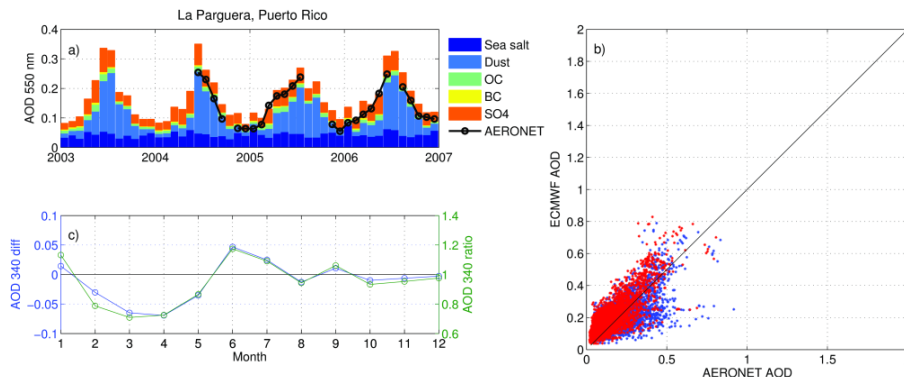 La Parguera, Puerto Rico
a)
AOD 550 nm
0.4
0.3
0.2
0.1
0
2003 2004 2005 2006 2007
Sea salt
Dust
OC
BC
SO4
AERONET
b)
ECMWF AOD
2
1.8
1.6
1.4
1.2
1
0.8
0.6
0.4
0.2
0
0 0.5 1 1.5
AERONET AOD
c)
AOD 340 diff
0.1
0.05
0
−0.05
−0.1
1.4
1.2
1
0.8
0.6
AOD 340 ratio
1 2 3 4 5 6 7 8 9 10 11 12
Month